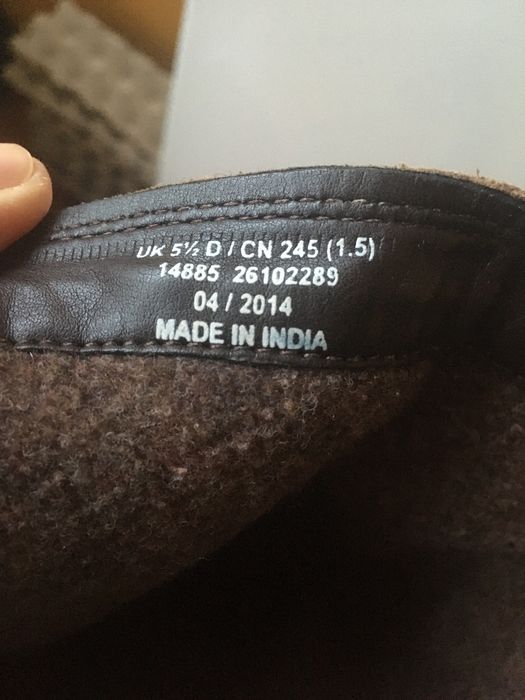 UK 5½ D / CN 245 (1.5)
14885 26102289
04 / 2014
MADE IN INDIA